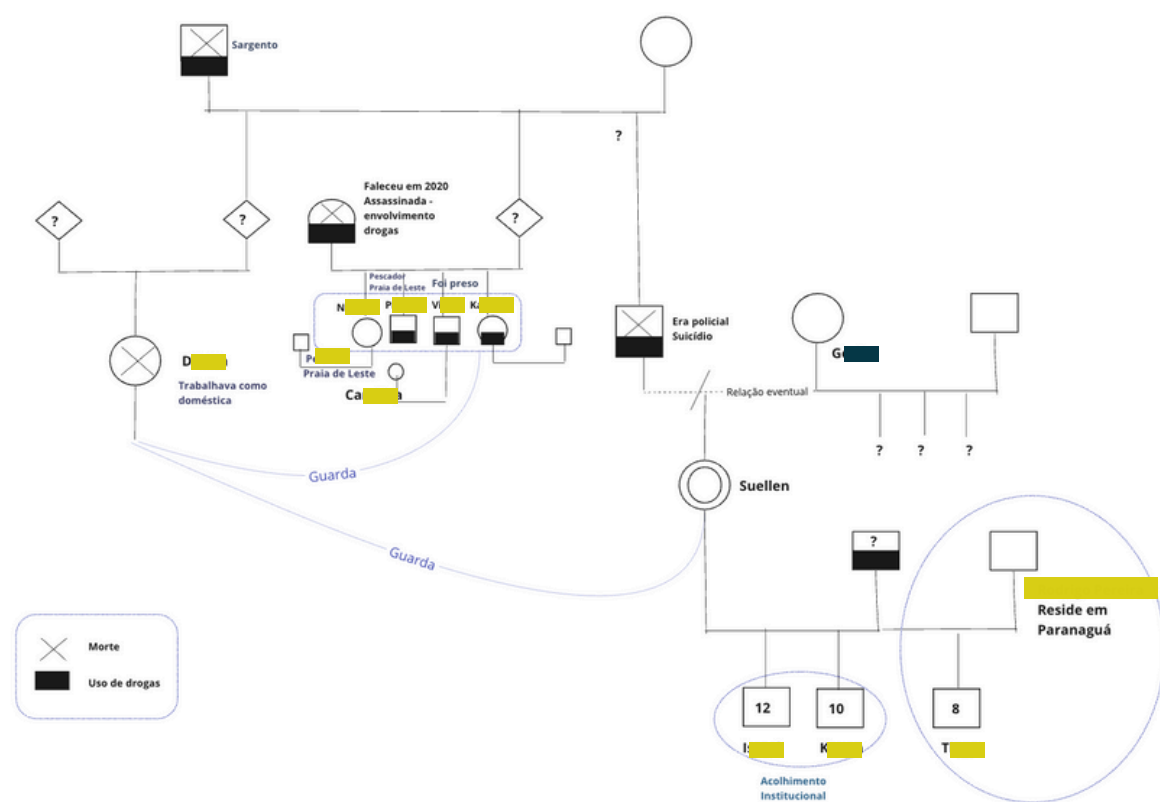 Sargento
?
Faleceu em 2020
Assassinada -
envolvimento
drogas
?
?
?
Pescador
Praia de Leste
Foi preso
Era policial
Suicídio
Praia de Leste
Trabalhava como
doméstica
Relação eventual
? ? ?
Guarda
Suellen
Guarda
?
Reside em
Paranaguá
Morte
Uso de drogas
12 10 8
Acolhimento
Institucional